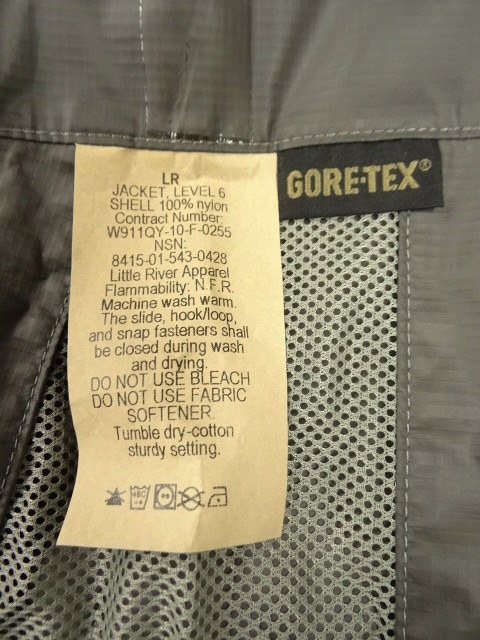 LR
JACKET, LEVEL 6
SHELL 100% nylon
Contract Number:
W911QY-10-F-0255
NSN:
8415-01-543-0428
Little River Apparel
Flammability: N.F.R.
Machine wash warm.
The slide, hook/loop,
and snap fasteners shall
be closed during wash
and drying.
DO NOT USE BLEACH
DO NOT USE FABRIC
SOFTENER.
Tumble dry-cotton
sturdy setting.
GORE-TEX®